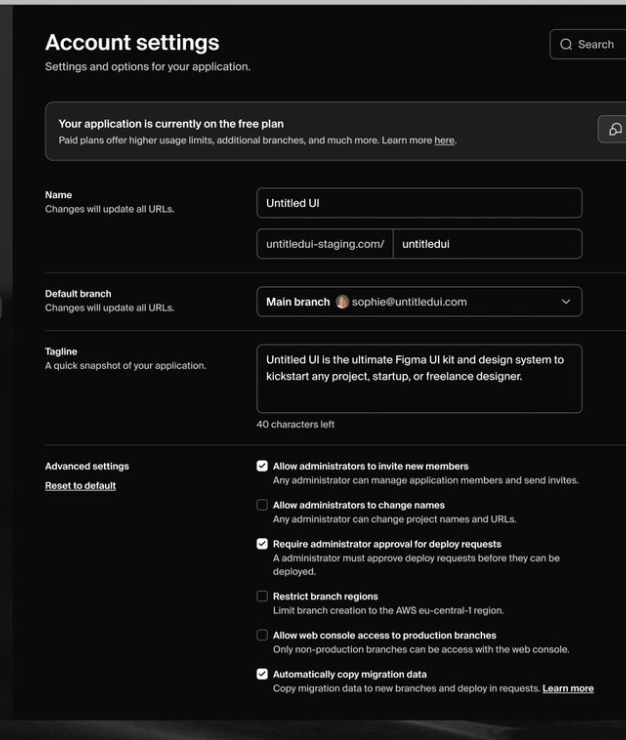 Account settings
Search
Settings and options for your application.
Your application is currently on the free plan
Paid plans offer higher usage limits, additional branches, and much more. Learn more here.
Name
Changes will update all URLs.
Untitled UI
untitledui-staging.com/
untitledui
Default branch
Changes will update all URLs.
Main branch sophie@untitledui.com
Tagline
A quick snapshot of your application.
Untitled UI is the ultimate Figma UI kit and design system to
kickstart any project, startup, or freelance designer.
40 characters left
Advanced settings
Reset to default
Allow administrators to invite new members
Any administrator can manage application members and send invites.
Allow administrators to change names
Any administrator can change project names and URLs.
Require administrator approval for deploy requests
A administrator must approve deploy requests before they can be
deployed.
Restrict branch regions
Limit branch creation to the AWS eu-central-1 region.
Allow web console access to production branches
Only non-production branches can be access with the web console.
Automatically copy migration data
Copy migration data to new branches and deploy in requests. Learn more